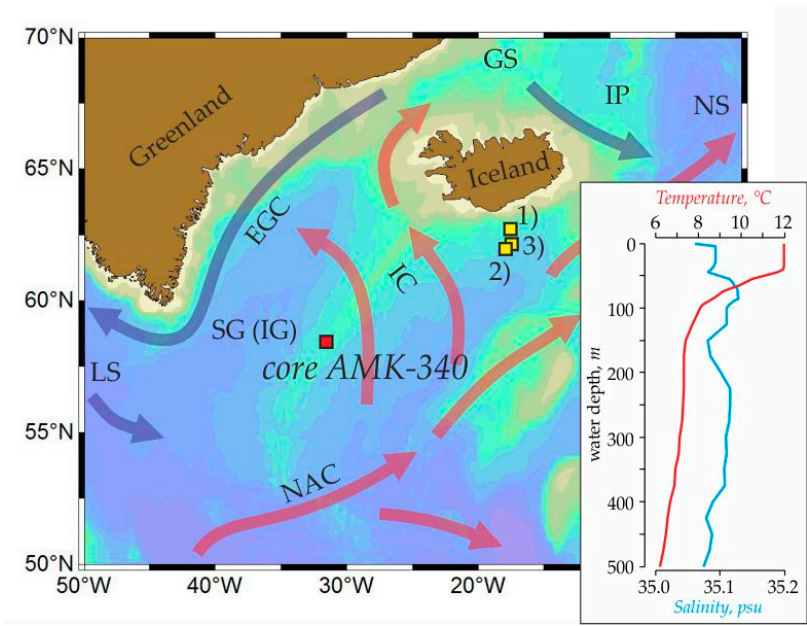 70°N
65°N
60°N
55°N
50°N
50°W
40°W
30°W
20°W
Greenland
Iceland
GS
IP
NS
EGC
IC
1)
3)
2)
SG (IG)
core AMK-340
LS
NAC
Temperature, °C
6 8 10 12
0
100
200
300
400
500
water depth, m
35.0 35.1 35.2
Salinity, psu